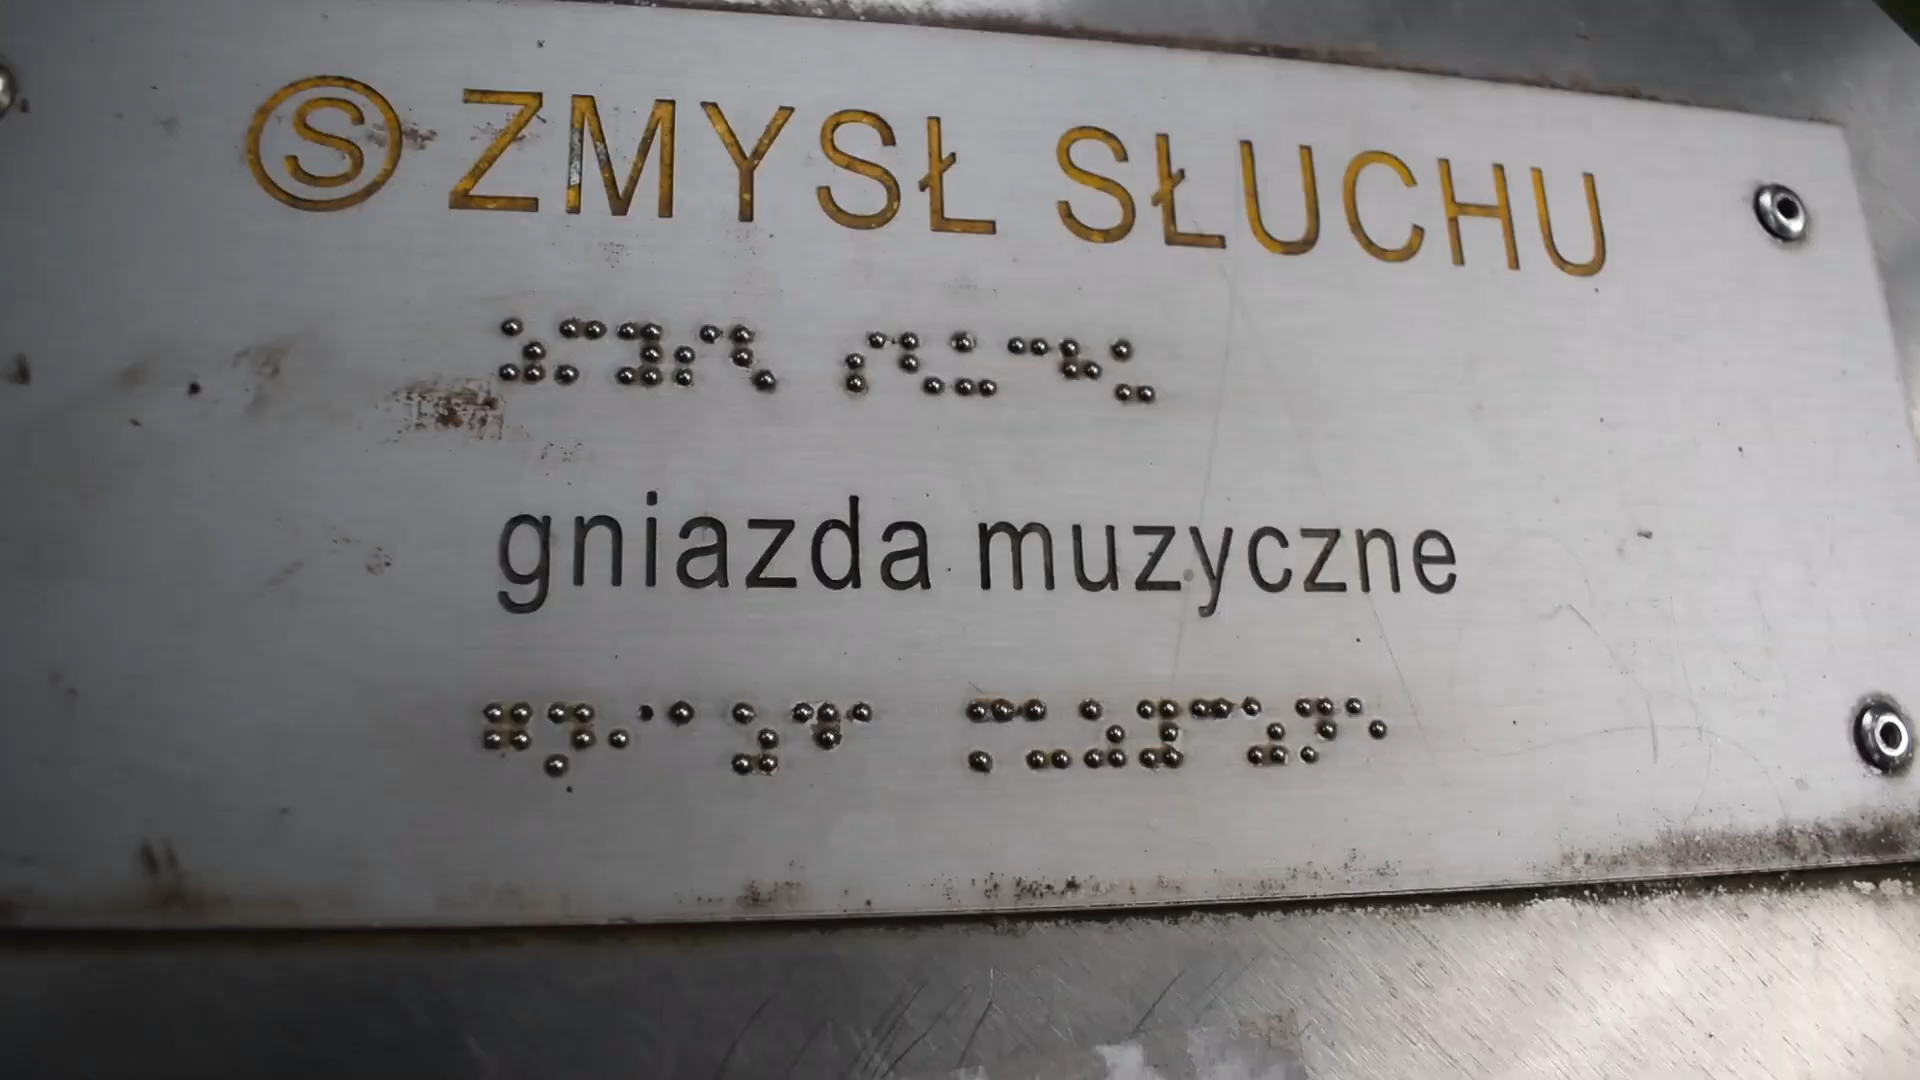 Ⓢ ZMYSŁ SŁUCHU
⠵⠍⠽⠎⠣ ⠎⠣⠥⠉⠓⠥
gniazda muzyczne
⠛⠝⠊⠁⠵⠙⠁ ⠍⠥⠵⠽⠉⠵⠝⠑